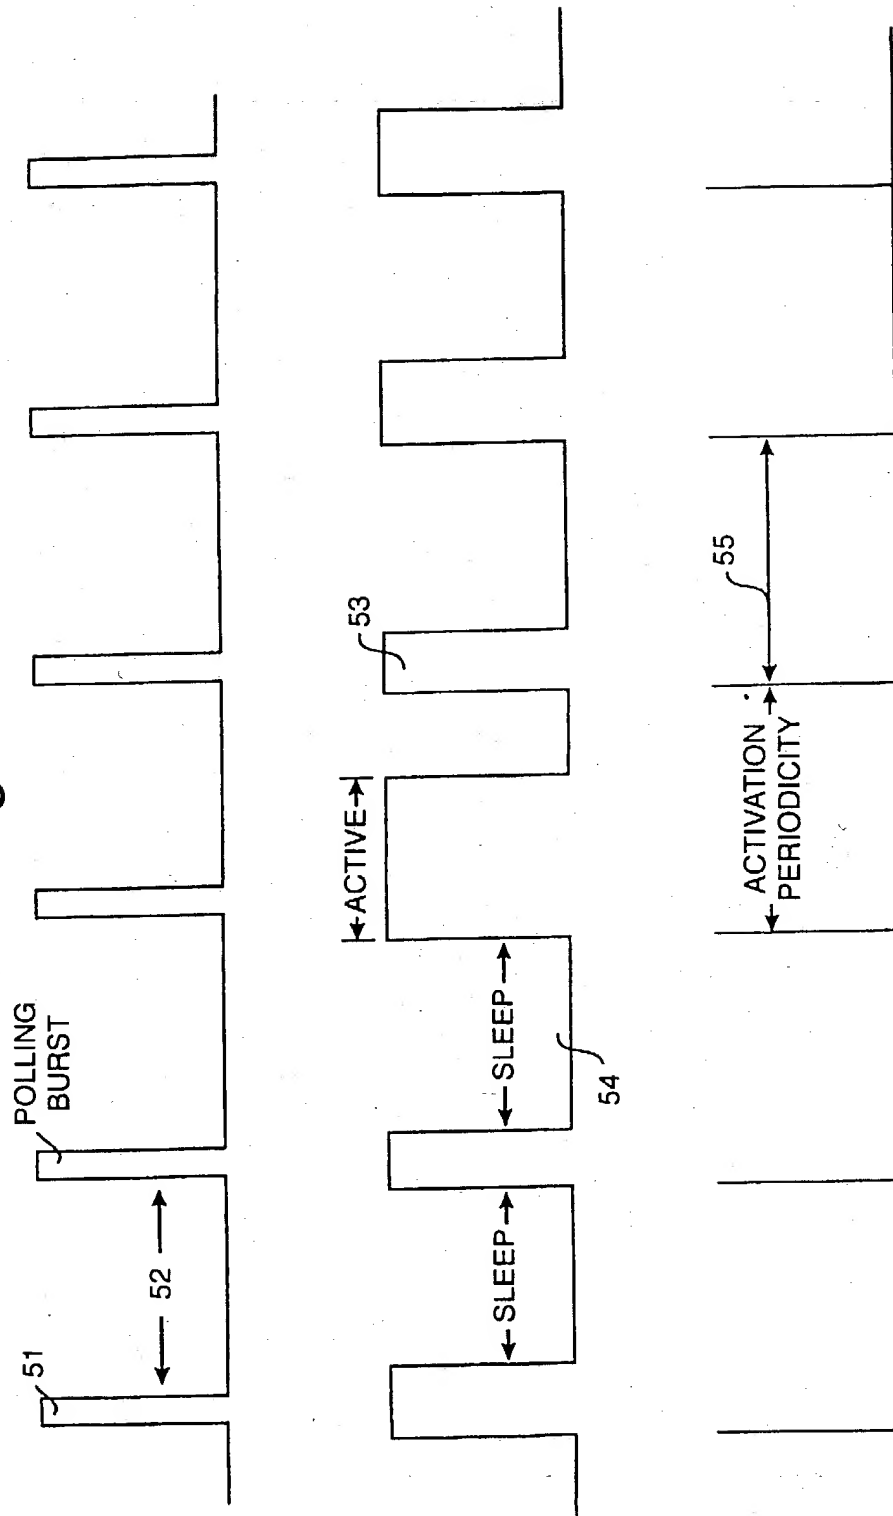 51
52
POLLING
BURST
SLEEP
SLEEP
54
ACTIVE
53
ACTIVATION
PERIODICITY
55